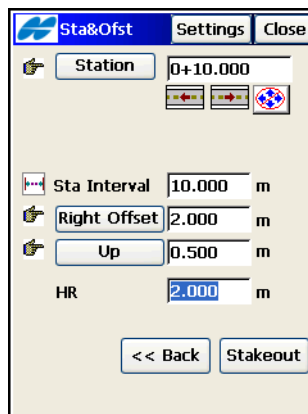 Sta&Ofst Settings Close
Station 0+10.000
Sta Interval 10.000 m
Right Offset 2.000 m
Up 0.500 m
HR 2.000 m
<< Back Stakeout